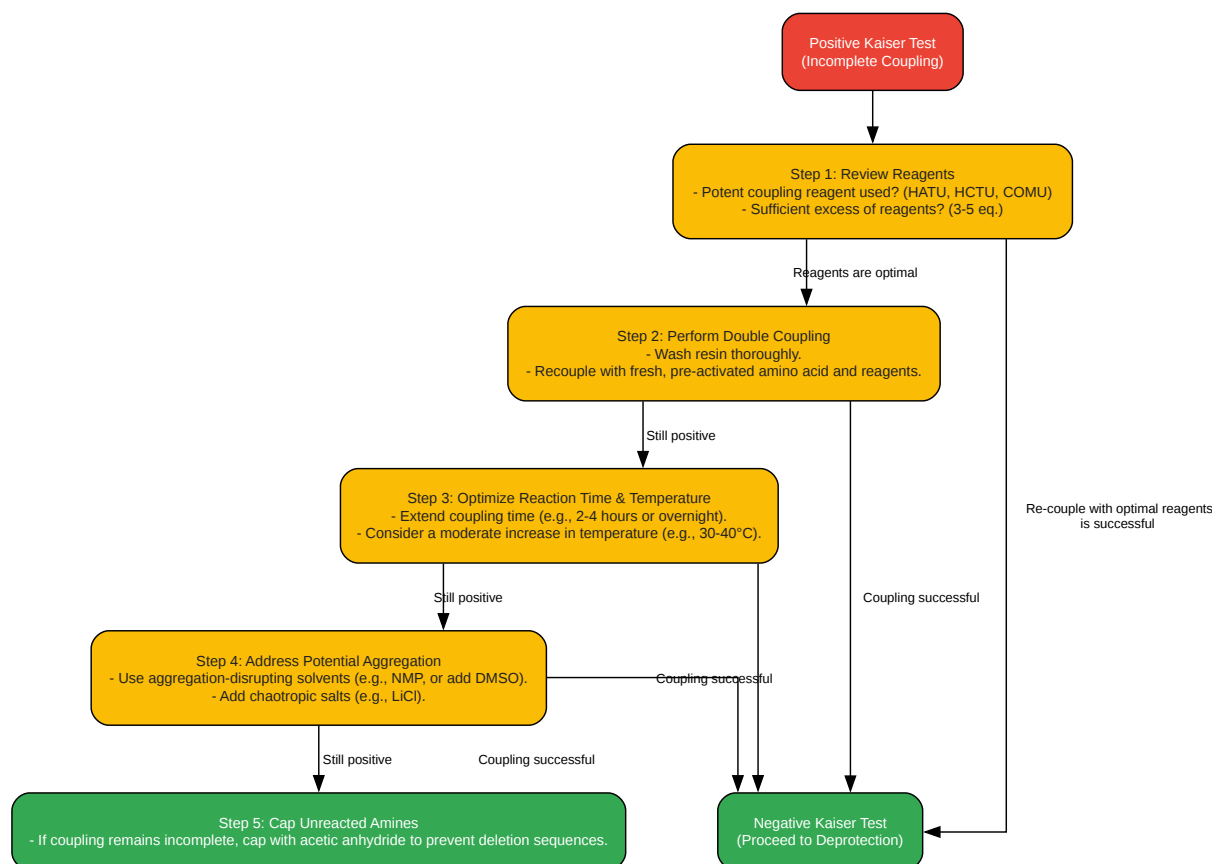 Positive Kaiser Test
(Incomplete Coupling)
Step 1: Review Reagents
- Potent coupling reagent used? (HATU, HCTU, COMU)
- Sufficient excess of reagents? (3-5 eq.)
Reagents are optimal
Step 2: Perform Double Coupling
- Wash resin thoroughly.
- Recouple with fresh, pre-activated amino acid and reagents.
Still positive
Step 3: Optimize Reaction Time & Temperature
- Extend coupling time (e.g., 2-4 hours or overnight).
- Consider a moderate increase in temperature (e.g., 30-40°C).
Re-couple with optimal reagents
is successful
Still positive
Coupling successful
Step 4: Address Potential Aggregation
- Use aggregation-disrupting solvents (e.g., NMP, or add DMSO).
- Add chaotropic salts (e.g., LiCl).
Coupling successful
Still positive
Coupling successful
Step 5: Cap Unreacted Amines
- If coupling remains incomplete, cap with acetic anhydride to prevent deletion sequences.
Negative Kaiser Test
(Proceed to Deprotection)